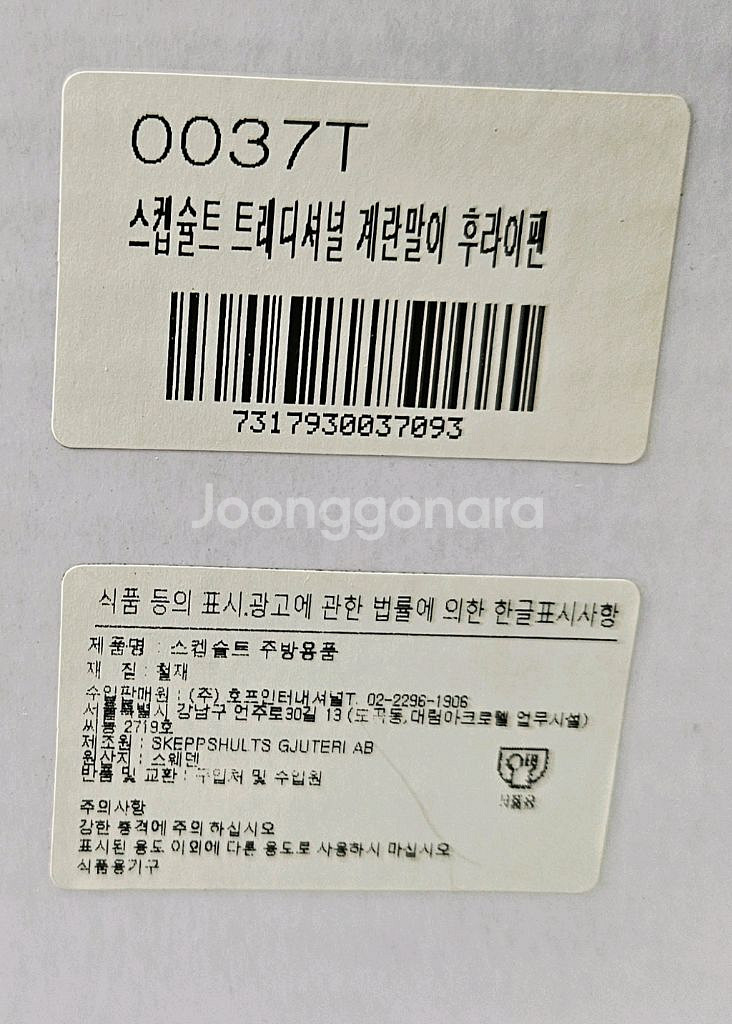 0037T
스켑슐트 트레디셔널 계란말이 후라이팬
7317930037093
Joonggonara
식품 등의 표시.광고에 관한 법률에 의한 한글표시사항
제품명 : 스켑슐트 주방용품
재 질 : 철재
수입판매원 : (주) 호프인터내셔널T. 02-2296-1906
서울특별시 강남구 언주로30길 13 (도곡동,대림아크로텔 업무시설)
씨동 2719호
제조원 : SKEPPSHULTS GJUTERI AB
원산지 : 스웨덴
반품 및 교환 : 구입처 및 수입원
식품용
주의사항
강한 충격에 주의 하십시오
표시된 용도 이외에 다른 용도로 사용하시 마십시오
식품용기구